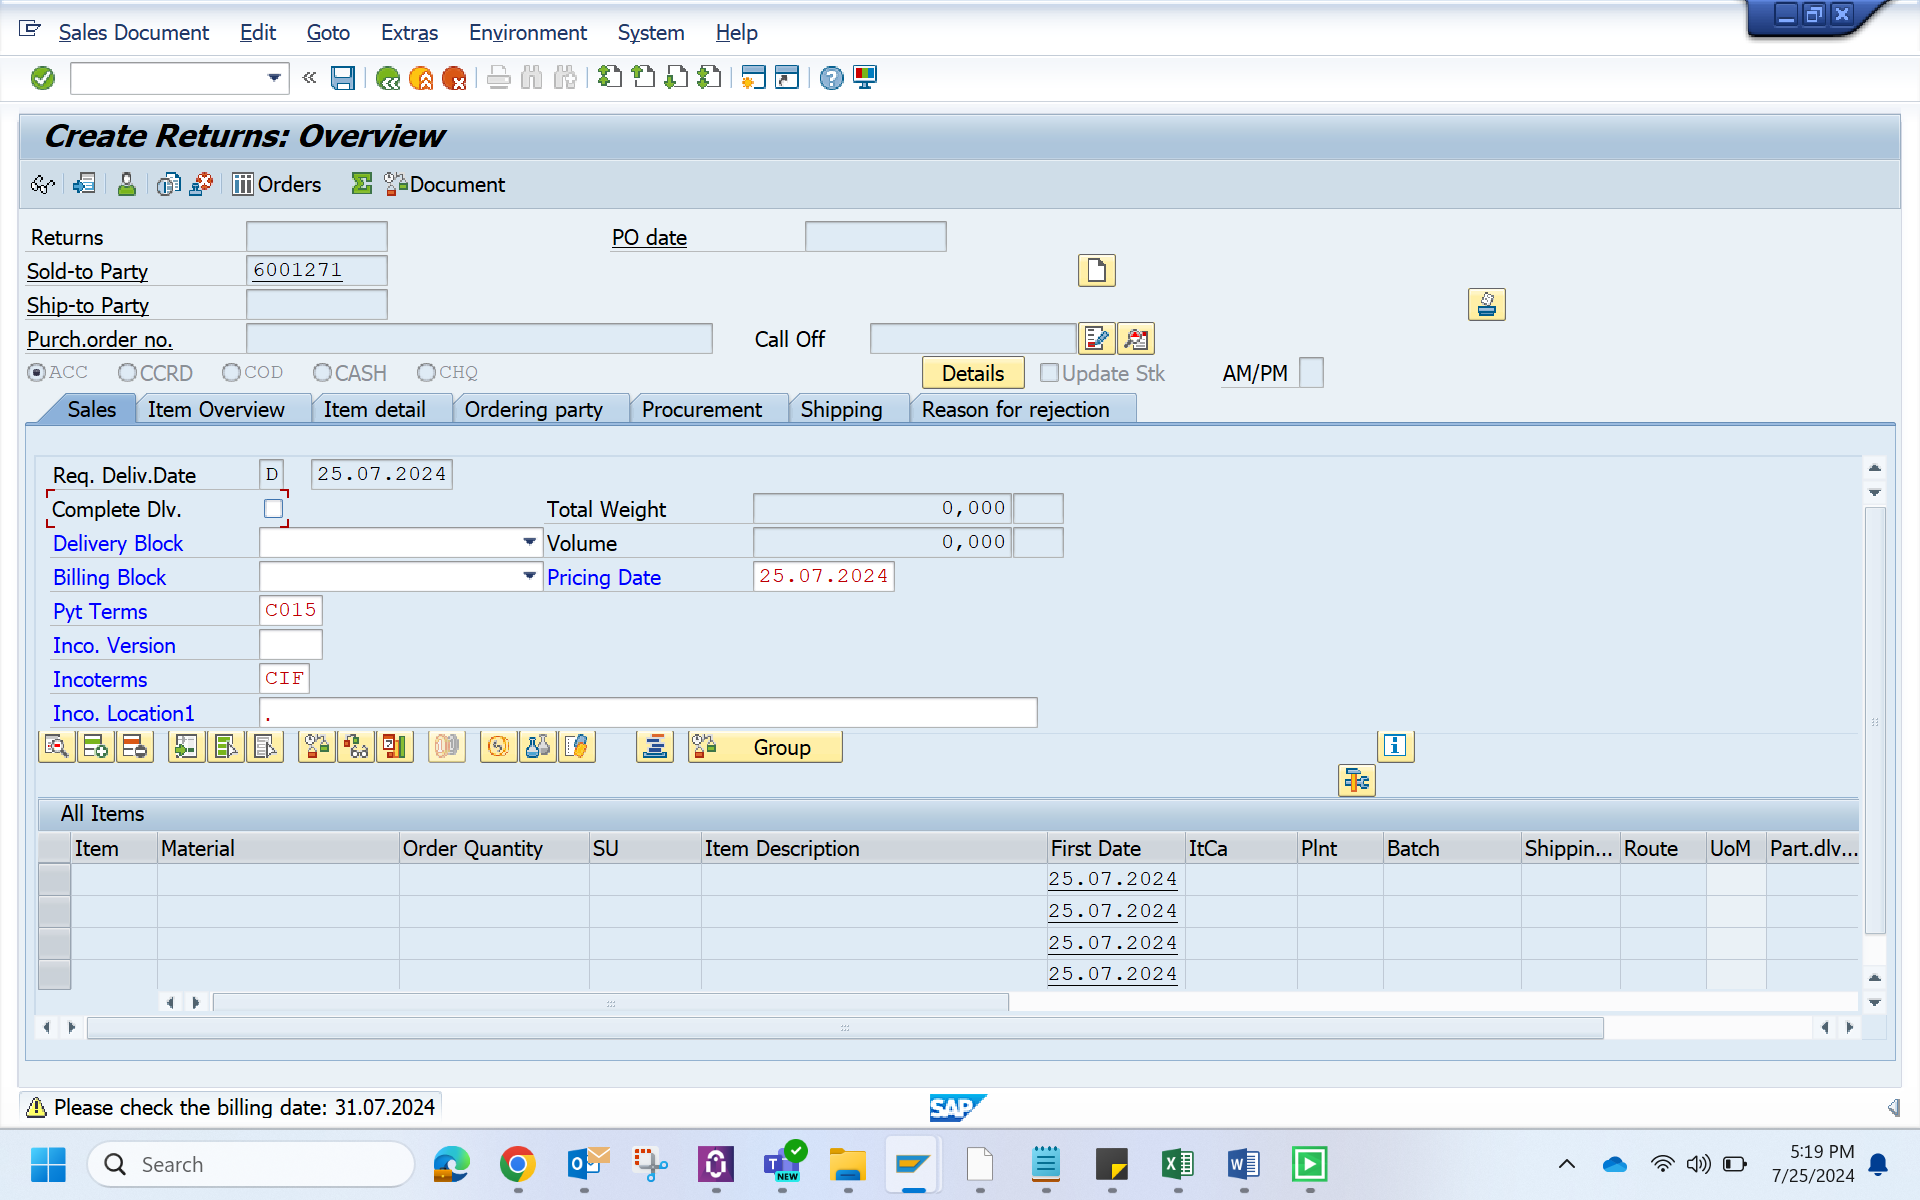 Sales Document Edit Goto Extras Environment System Help
Create Returns: Overview
Orders Document
Returns PO date
Sold-to Party 6001271
Ship-to Party
Purch.order no. Call Off
ACC CCRD COD CASH CHQ Details Update Stk AM/PM
Sales Item Overview Item detail Ordering party Procurement Shipping Reason for rejection
Req. Deliv.Date D 25.07.2024
Complete Dlv. Total Weight 0,000
Delivery Block Volume 0,000
Billing Block Pricing Date 25.07.2024
Pyt Terms C015
Inco. Version
Incoterms CIF
Inco. Location1 .
Group
All Items
Item Material Order Quantity SU Item Description First Date ItCa Plnt Batch Shippin... Route UoM Part.dlv...
25.07.2024
25.07.2024
25.07.2024
25.07.2024
Please check the billing date: 31.07.2024 SAP
Search NEW 5:19 PM
7/25/2024